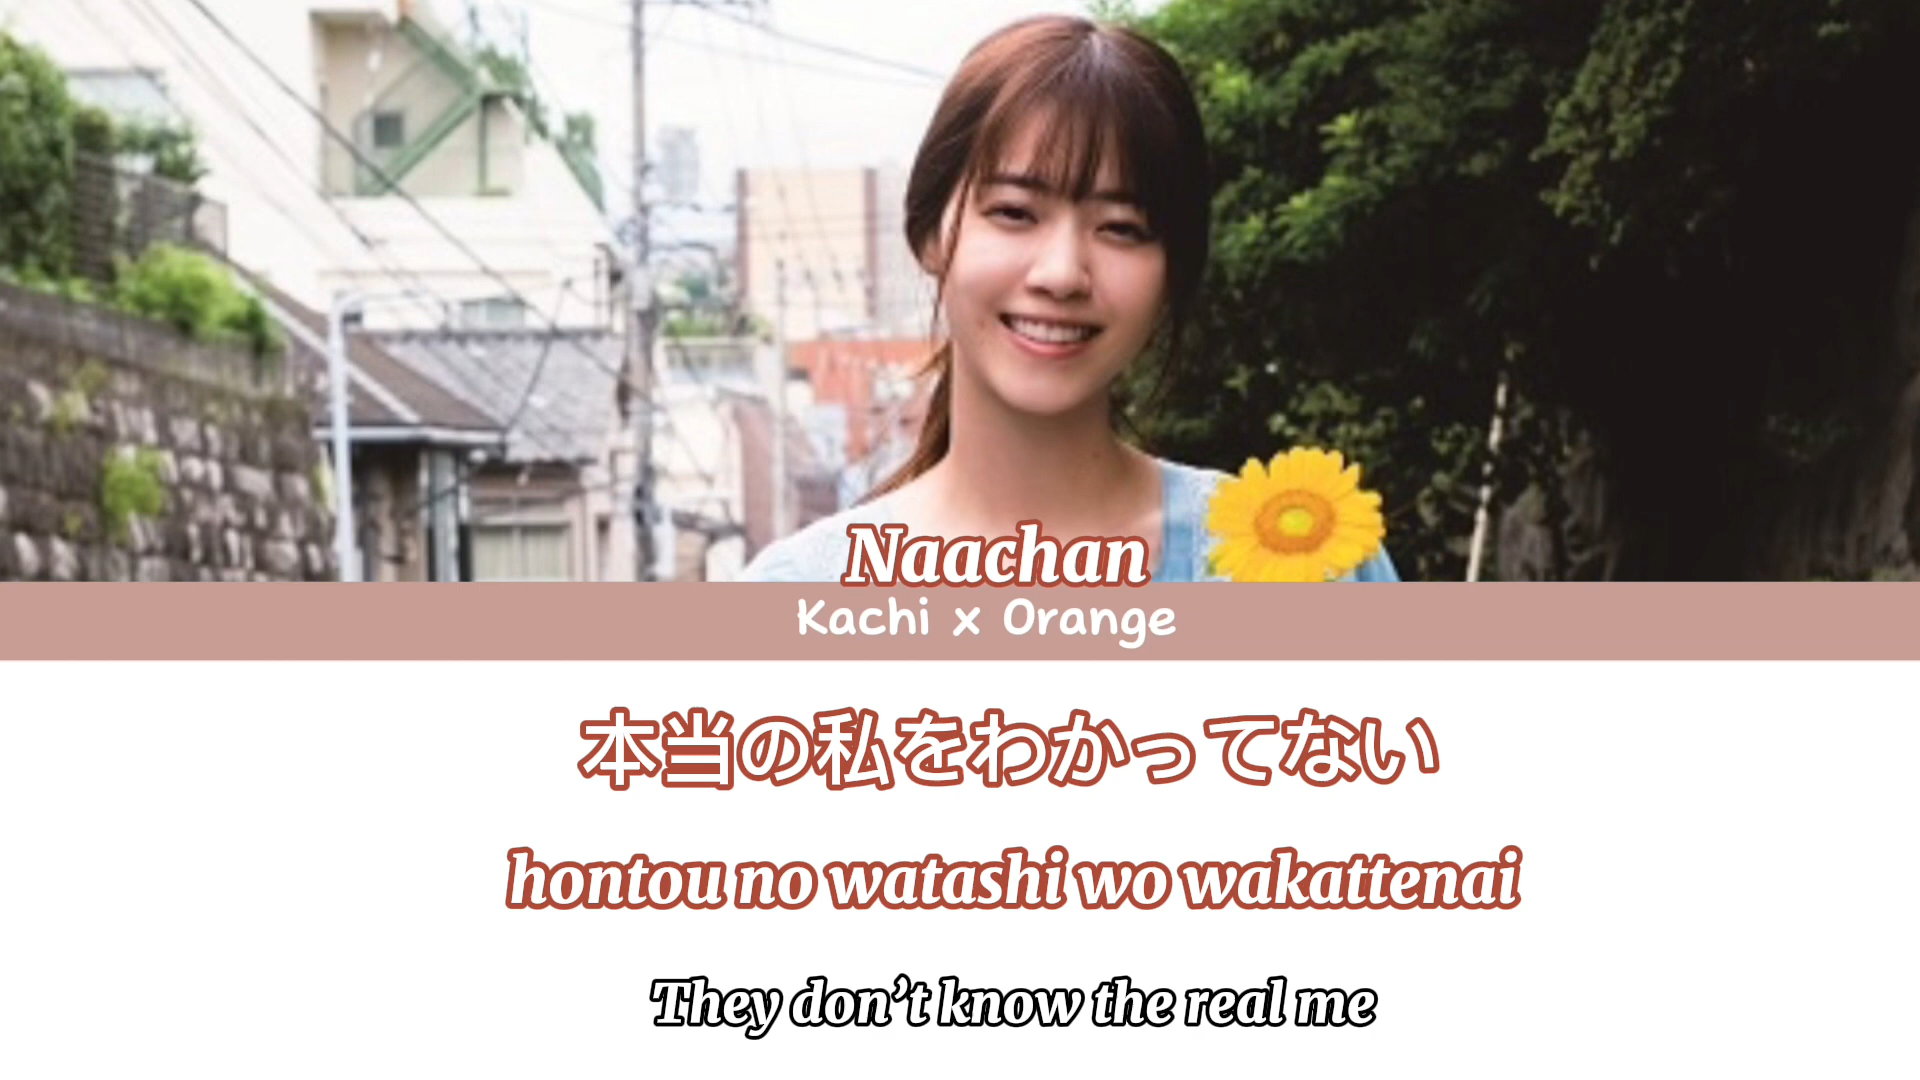 Naachan
Kachi x Orange
本当の私をわかってない
hontou no watashi wo wakattenai
They don't know the real me